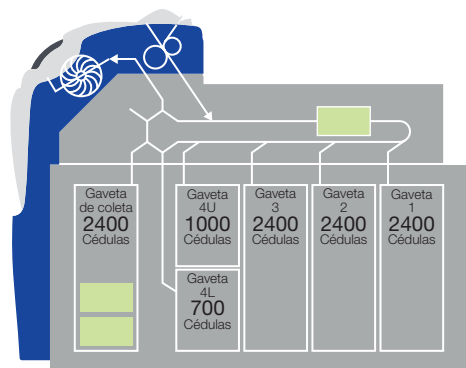 Gaveta
de coleta
2400
Cédulas
Gaveta
4U
1000
Cédulas
Gaveta
4L
700
Cédulas
Gaveta
3
2400
Cédulas
Gaveta
2
2400
Cédulas
Gaveta
1
2400
Cédulas